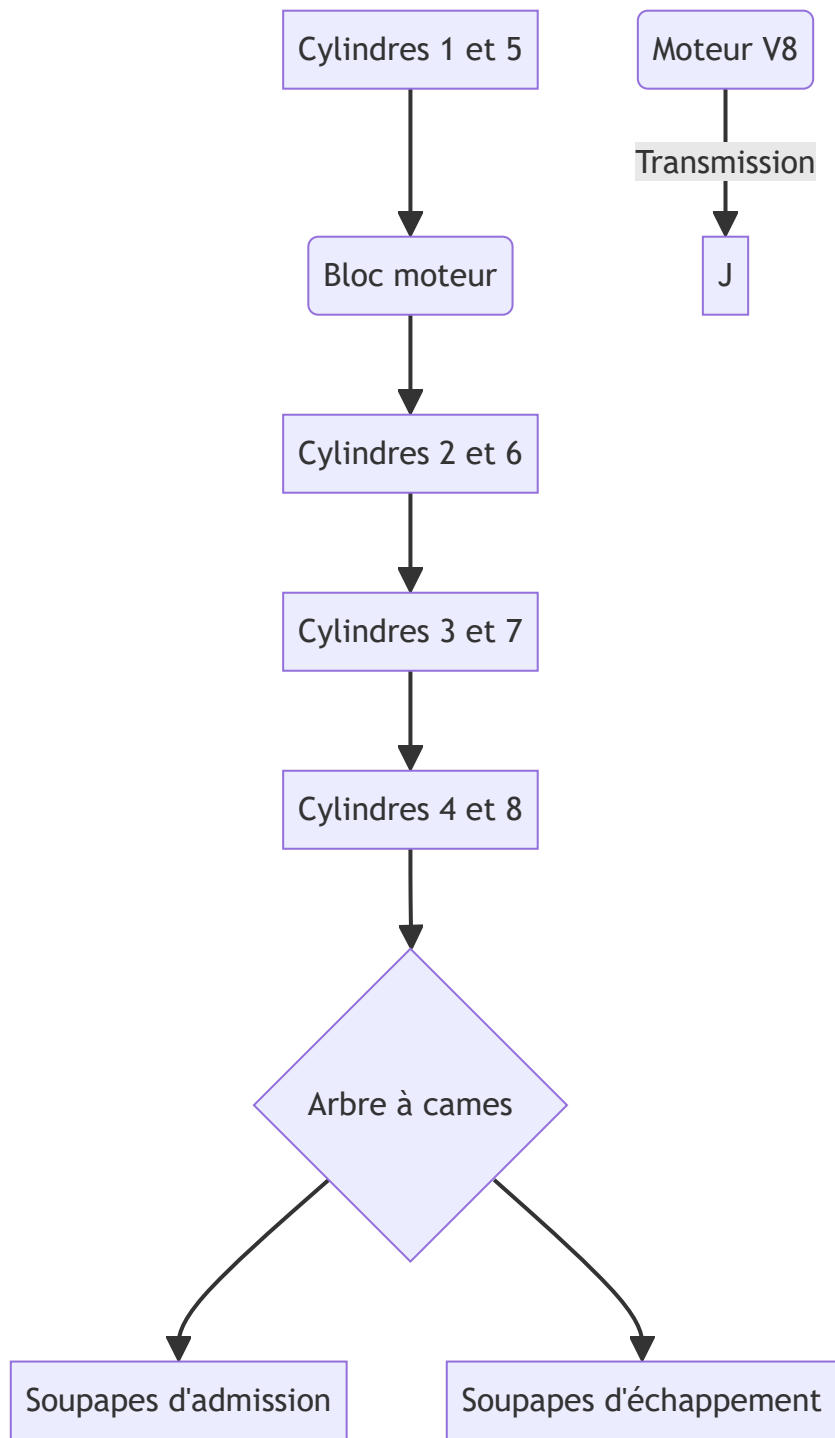 Cylindres 1 et 5
Moteur V8
Transmission
Bloc moteur
J
Cylindres 2 et 6
Cylindres 3 et 7
Cylindres 4 et 8
Arbre à cames
Soupapes d'admission
Soupapes d'échappement